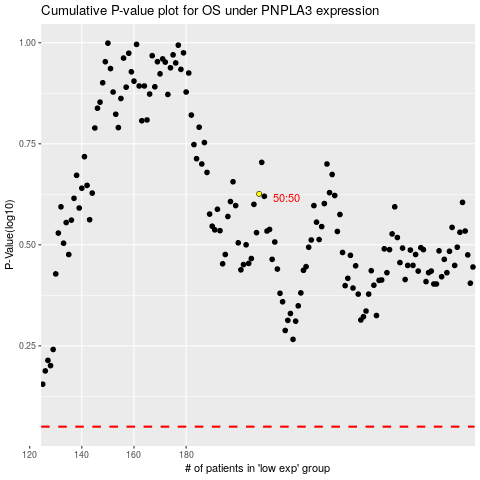 Cumulative P-value plot for OS under PNPLA3 expression
P-Value(log10)
1.00
0.75
0.50
0.25
50:50
120 140 160 180
# of patients in 'low exp' group